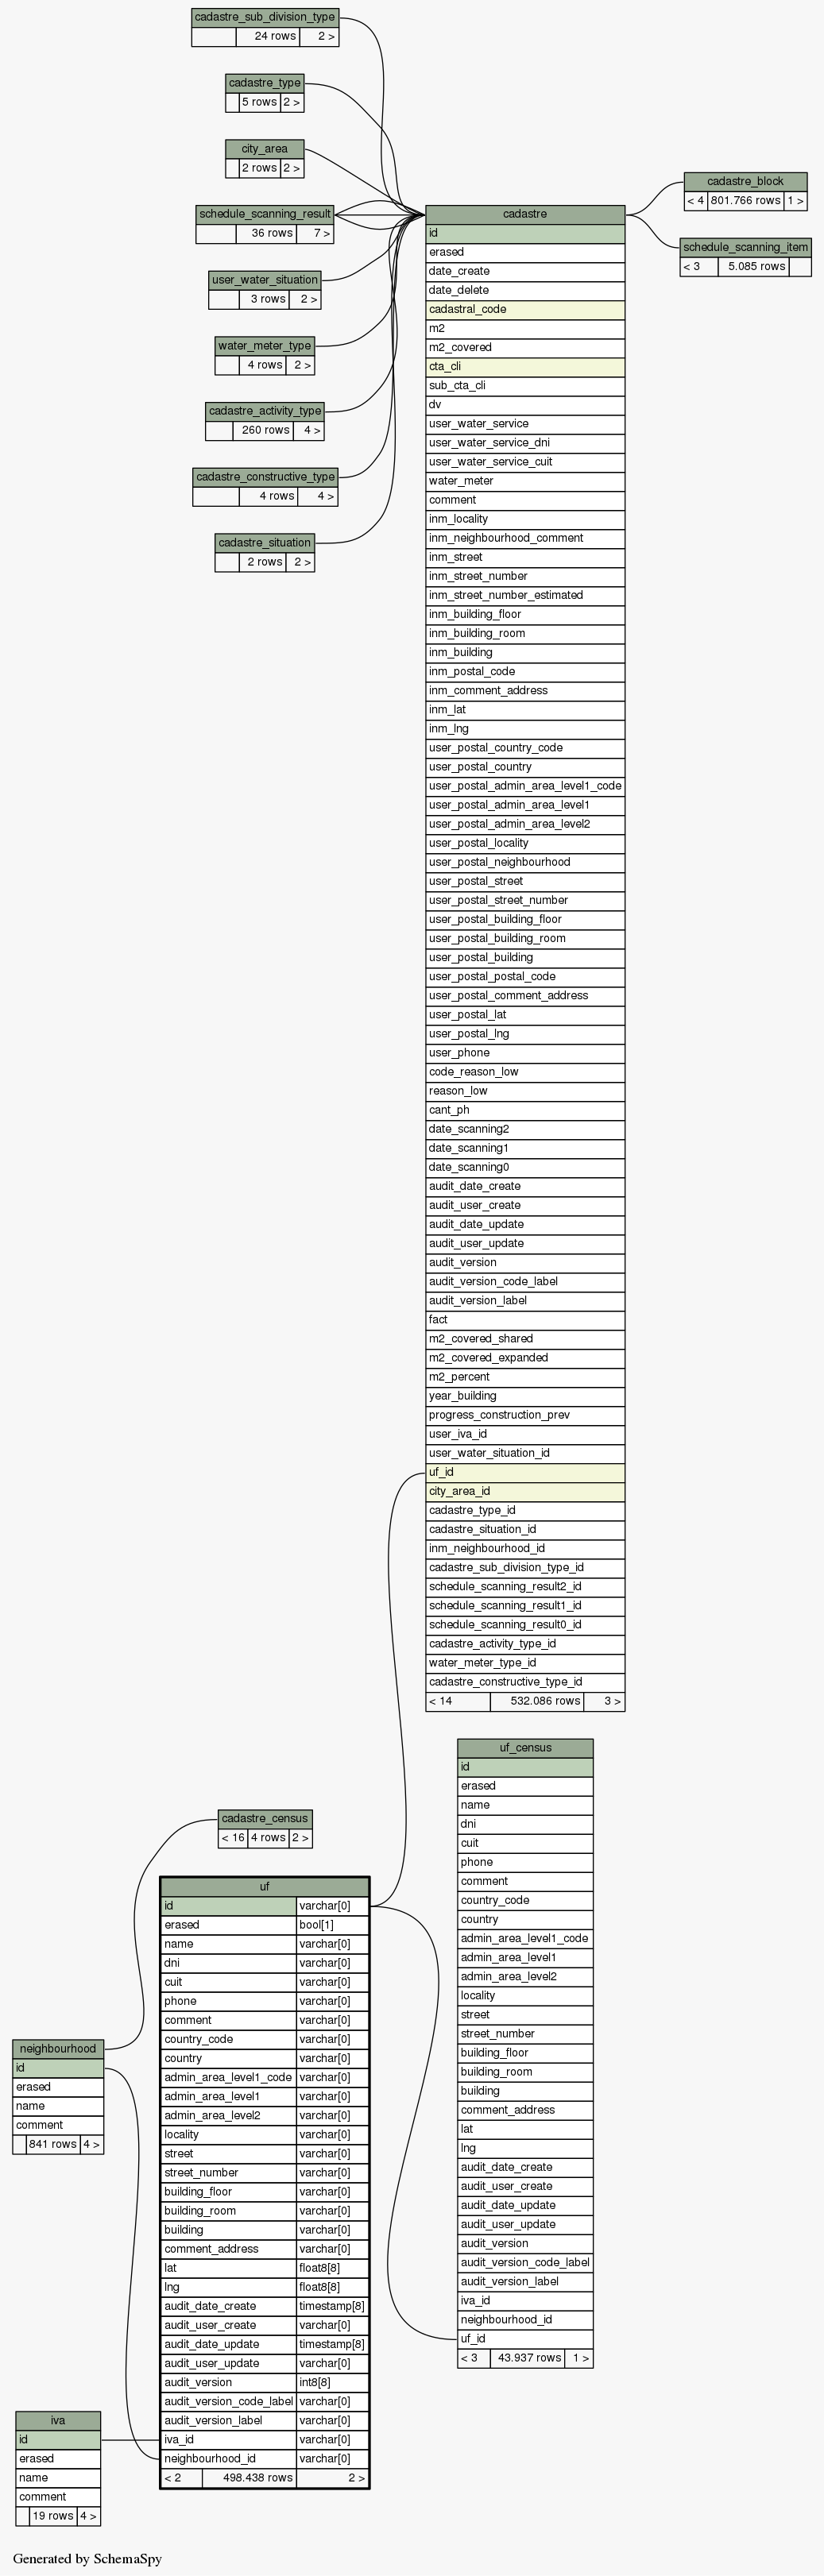 cadastre_sub_division_type
24 rows 2 >
cadastre_type
5 rows 2 >
city_area
2 rows 2 >
schedule_scanning_result
36 rows 7 >
user_water_situation
3 rows 2 >
water_meter_type
4 rows 2 >
cadastre_activity_type
260 rows 4 >
cadastre_constructive_type
4 rows 4 >
cadastre_situation
2 rows 2 >
cadastre_block
< 4 801.766 rows 1 >
schedule_scanning_item
< 3 5.085 rows
cadastre
id
erased
date_create
date_delete
cadastral_code
m2
m2_covered
cta_cli
sub_cta_cli
dv
user_water_service
user_water_service_dni
user_water_service_cuit
water_meter
comment
inm_locality
inm_neighbourhood_comment
inm_street
inm_street_number
inm_street_number_estimated
inm_building_floor
inm_building_room
inm_building
inm_postal_code
inm_comment_address
inm_lat
inm_lng
user_postal_country_code
user_postal_country
user_postal_admin_area_level1_code
user_postal_admin_area_level1
user_postal_admin_area_level2
user_postal_locality
user_postal_neighbourhood
user_postal_street
user_postal_street_number
user_postal_building_floor
user_postal_building_room
user_postal_building
user_postal_postal_code
user_postal_comment_address
user_postal_lat
user_postal_lng
user_phone
code_reason_low
reason_low
cant_ph
date_scanning2
date_scanning1
date_scanning0
audit_date_create
audit_user_create
audit_date_update
audit_user_update
audit_version
audit_version_code_label
audit_version_label
fact
m2_covered_shared
m2_covered_expanded
m2_percent
year_building
progress_construction_prev
user_iva_id
user_water_situation_id
uf_id
city_area_id
cadastre_type_id
cadastre_situation_id
inm_neighbourhood_id
cadastre_sub_division_type_id
schedule_scanning_result2_id
schedule_scanning_result1_id
schedule_scanning_result0_id
cadastre_activity_type_id
water_meter_type_id
cadastre_constructive_type_id
< 14 532.086 rows 3 >
uf_census
id
erased
name
dni
cuit
phone
comment
country_code
country
admin_area_level1_code
admin_area_level1
admin_area_level2
locality
street
street_number
building_floor
building_room
building
comment_address
lat
lng
audit_date_create
audit_user_create
audit_date_update
audit_user_update
audit_version
audit_version_code_label
audit_version_label
iva_id
neighbourhood_id
uf_id
< 3 43.937 rows 1 >
cadastre_census
< 16 4 rows 2 >
uf
id varchar[0]
erased bool[1]
name varchar[0]
dni varchar[0]
cuit varchar[0]
phone varchar[0]
comment varchar[0]
country_code varchar[0]
country varchar[0]
admin_area_level1_code varchar[0]
admin_area_level1 varchar[0]
admin_area_level2 varchar[0]
locality varchar[0]
street varchar[0]
street_number varchar[0]
building_floor varchar[0]
building_room varchar[0]
building varchar[0]
comment_address varchar[0]
lat float8[8]
lng float8[8]
audit_date_create timestamp[8]
audit_user_create varchar[0]
audit_date_update timestamp[8]
audit_user_update varchar[0]
audit_version int8[8]
audit_version_code_label varchar[0]
audit_version_label varchar[0]
iva_id varchar[0]
neighbourhood_id varchar[0]
< 2 498.438 rows 2 >
neighbourhood
id
erased
name
comment
841 rows 4 >
iva
id
erased
name
comment
19 rows 4 >
Generated by SchemaSpy